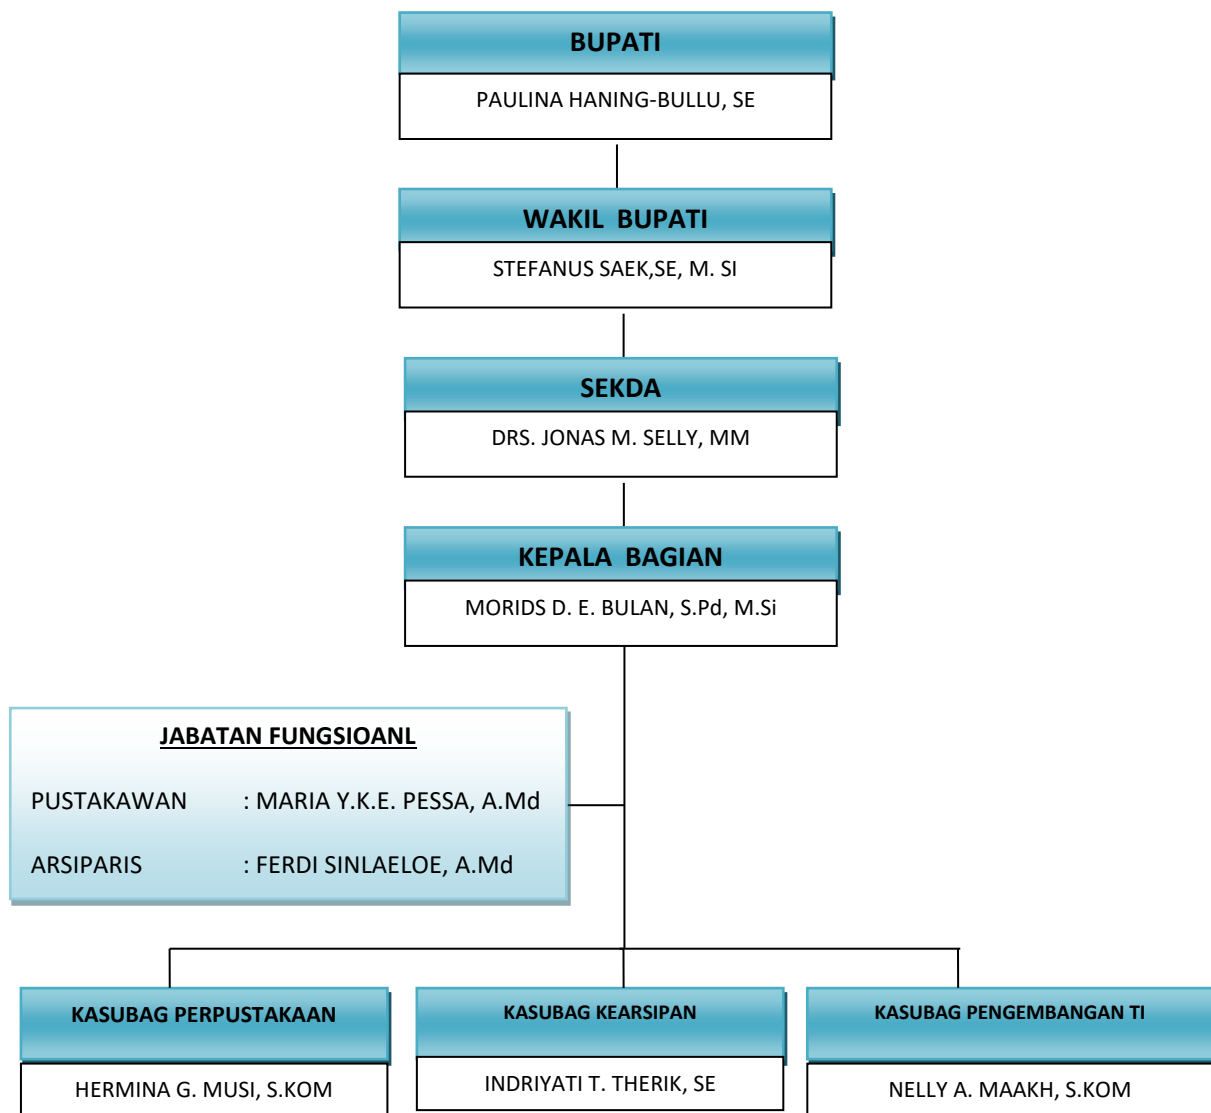 BUPATI
PAULINA HANING-BULLU, SE
WAKIL BUPATI
STEFANUS SAEK,SE, M. SI
SEKDA
DRS. JONAS M. SELLY, MM
KEPALA BAGIAN
MORIDS D. E. BULAN, S.Pd, M.Si
JABATAN FUNGSIOANL
PUSTAKAWAN : MARIA Y.K.E. PESSA, A.Md
ARSIPARIS : FERDI SINLAELOE, A.Md
KASUBAG PERPUSTAKAAN
HERMINA G. MUSI, S.KOM
KASUBAG KEARSIPAN
INDRIYATI T. THERIK, SE
KASUBAG PENGEMBANGAN TI
NELLY A. MAAKH, S.KOM